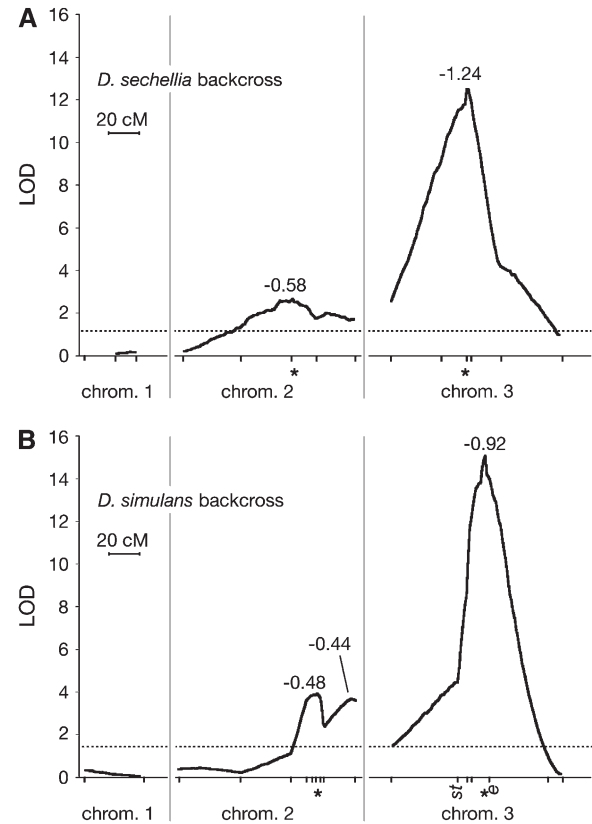 A
16
14
12
10
8
6
4
2
0
LOD
D. sechellia backcross
20 cM
-0.58
-1.24
*
*
chrom. 1
chrom. 2
chrom. 3
B
16
14
12
10
8
6
4
2
0
LOD
D. simulans backcross
20 cM
-0.48
-0.44
-0.92
*
st
*
e
chrom. 1
chrom. 2
chrom. 3